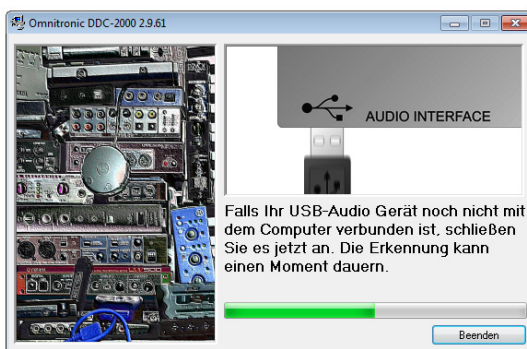 Omnitronic DDC-2000 2.9.61
AUDIO INTERFACE
Falls Ihr USB-Audio Gerät noch nicht mit
dem Computer verbunden ist, schließen
Sie es jetzt an. Die Erkennung kann
einen Moment dauern.
Beenden